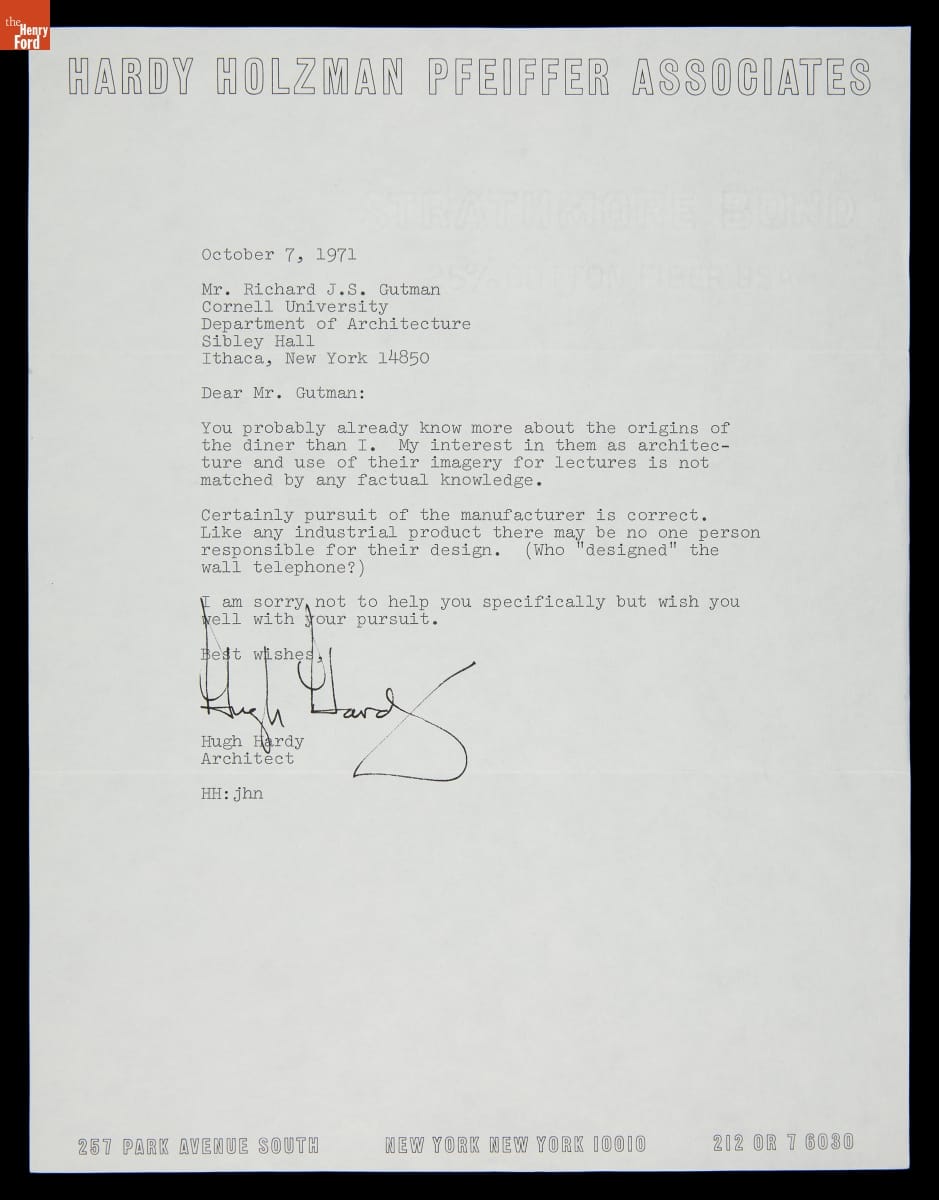 the
Henry
Ford
HARDY HOLZMAN PFEIFFER ASSOCIATES
STRATHMORE BOND
25% COTTON FIBER USA
October 7, 1971
Mr. Richard J.S. Gutman
Cornell University
Department of Architecture
Sibley Hall
Ithaca, New York 14850
Dear Mr. Gutman:
You probably already know more about the origins of
the diner than I.  My interest in them as architec-
ture and use of their imagery for lectures is not
matched by any factual knowledge.
Certainly pursuit of the manufacturer is correct.
Like any industrial product there may be no one person
responsible for their design.  (Who "designed" the
wall telephone?)
I am sorry not to help you specifically but wish you
well with your pursuit.
Best wishes,
Hugh Hardy
Hugh Hardy
Architect
HH:jhn
257 PARK AVENUE SOUTH NEW YORK NEW YORK 10010 212 OR 7 6030